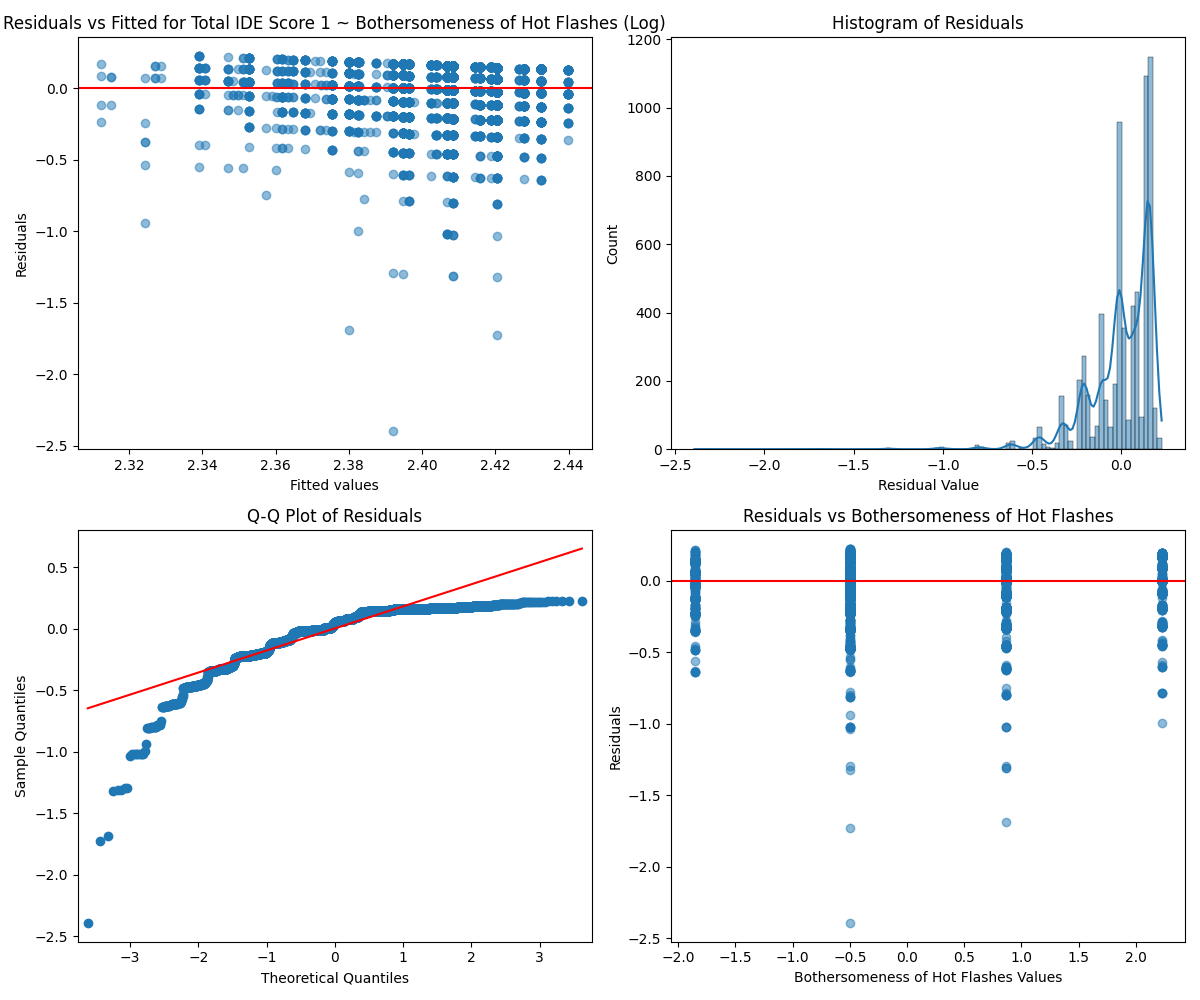 Residuals vs Fitted for Total IDE Score 1 ~ Bothersomeness of Hot Flashes (Log)
0.0
−0.5
−1.0
−1.5
−2.0
−2.5
Residuals
2.32 2.34 2.36 2.38 2.40 2.42 2.44
Fitted values
Histogram of Residuals
1200
1000
800
600
400
200
0
Count
−2.5 −2.0 −1.5 −1.0 −0.5 0.0
Residual Value
Q-Q Plot of Residuals
0.5
0.0
−0.5
−1.0
−1.5
−2.0
−2.5
Sample Quantiles
−3 −2 −1 0 1 2 3
Theoretical Quantiles
Residuals vs Bothersomeness of Hot Flashes
0.0
−0.5
−1.0
−1.5
−2.0
−2.5
Residuals
−2.0 −1.5 −1.0 −0.5 0.0 0.5 1.0 1.5 2.0
Bothersomeness of Hot Flashes Values